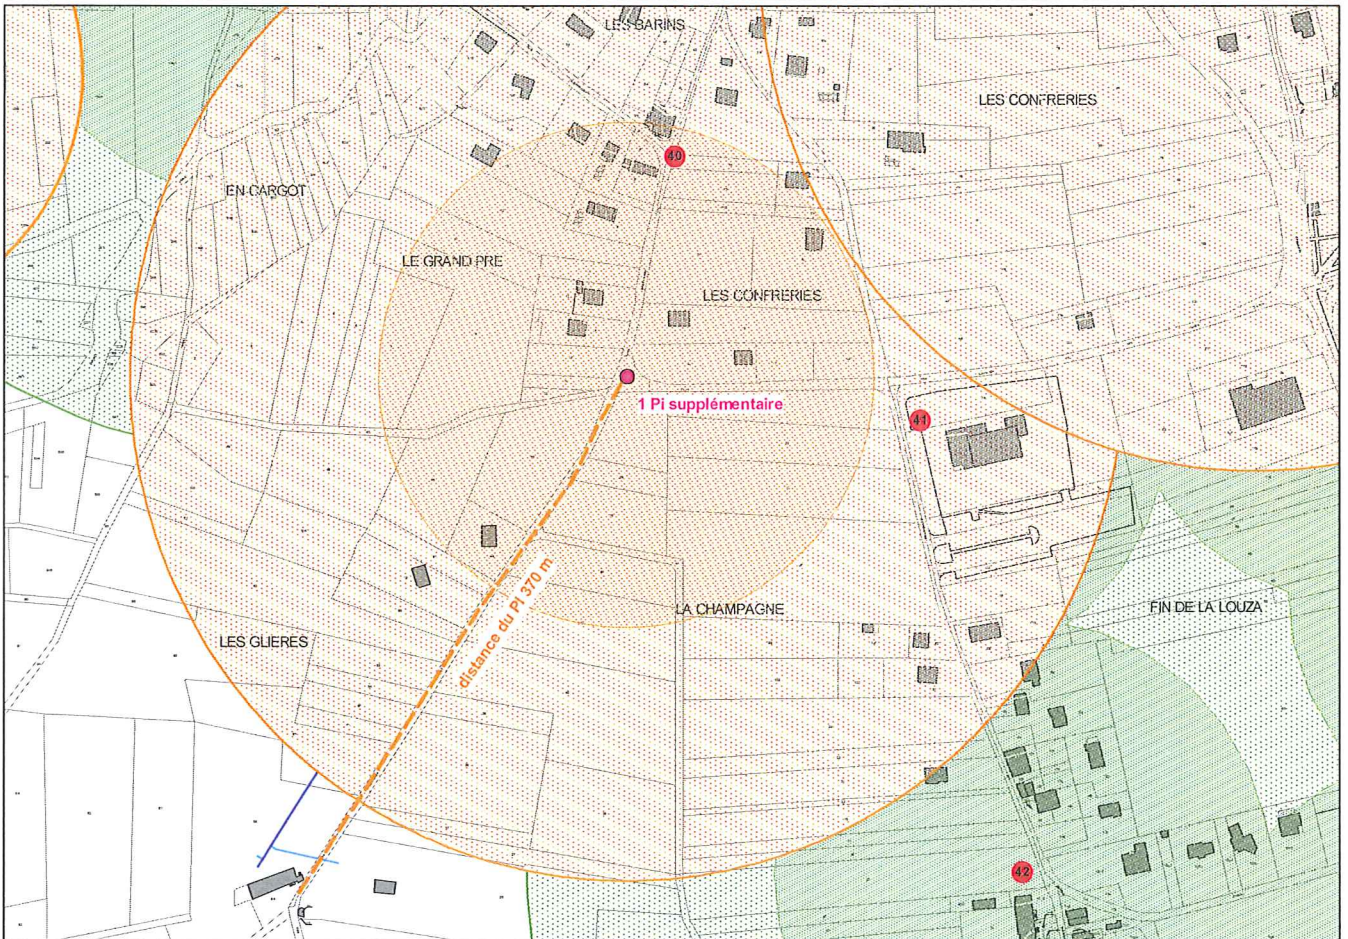 LES BARINS
LES CONFRERIES
40
EN CARGOT
LE GRAND PRE
LES CONFRERIES
1 Pi supplémentaire
41
distance du PI 370 m
LA CHAMPAGNE
FIN DE LA LOUZA
LES GLIERES
42